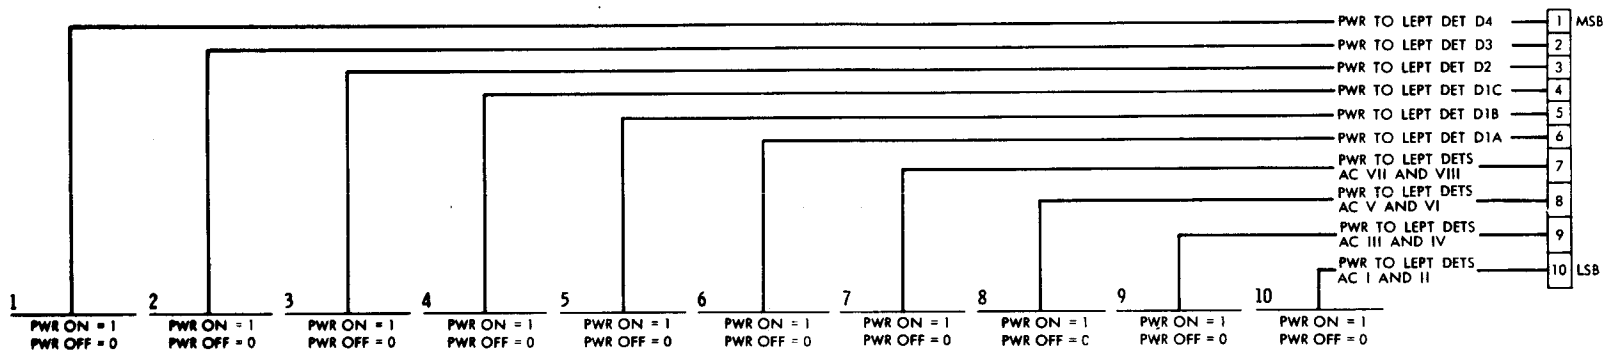 PWR TO LEPT DET D4 1 MSB
PWR TO LEPT DET D3 2
PWR TO LEPT DET D2 3
PWR TO LEPT DET D1C 4
PWR TO LEPT DET D1B 5
PWR TO LEPT DET D1A 6
PWR TO LEPT DETS
AC VII AND VIII 7
PWR TO LEPT DETS
AC V AND VI 8
PWR TO LEPT DETS
AC III AND IV 9
PWR TO LEPT DETS
AC I AND II 10 LSB
1 2 3 4 5 6 7 8 9 10
PWR ON = 1 PWR ON = 1 PWR ON = 1 PWR ON = 1 PWR ON = 1 PWR ON = 1 PWR ON = 1 PWR ON = 1 PWR ON = 1 PWR ON = 1
PWR OFF = 0 PWR OFF = 0 PWR OFF = 0 PWR OFF = 0 PWR OFF = 0 PWR OFF = 0 PWR OFF = 0 PWR OFF = C PWR OFF = 0 PWR OFF = 0